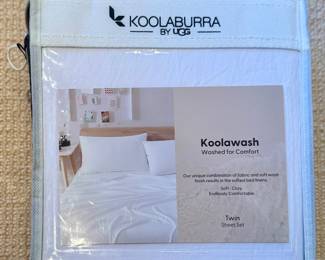 KOOLABURRA
BY UGG
Koolawash
Washed for Comfort
Our unique combination of fabric and soft wash
finish results in the softest bed linens.
Soft · Cozy
Endlessly Comfortable
Twin
Sheet Set